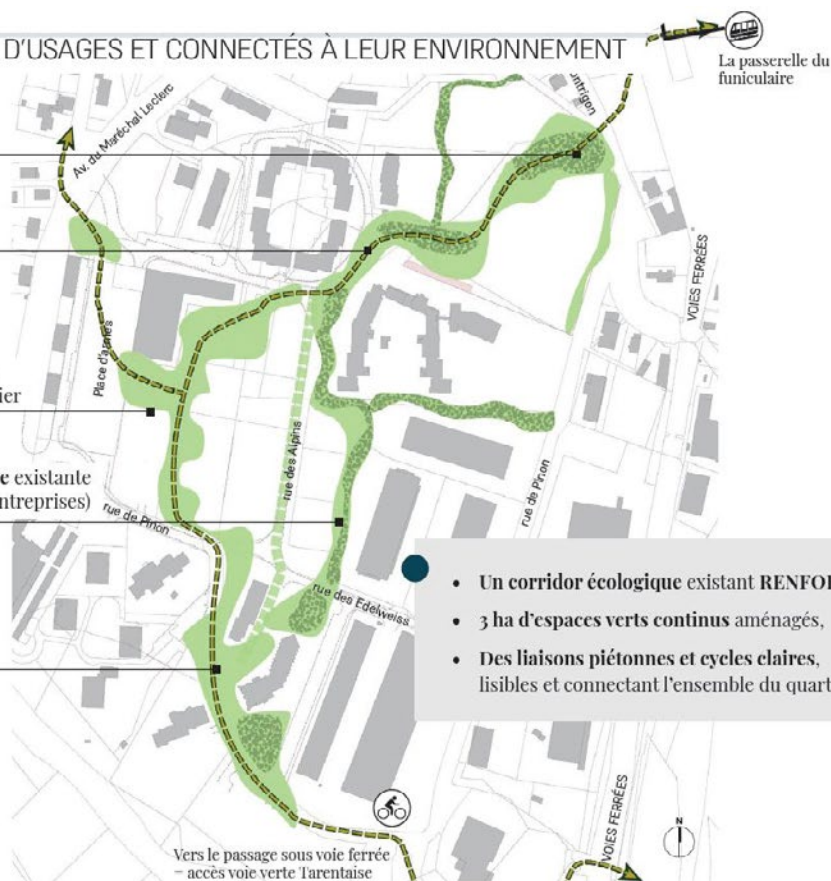 D'USAGES ET CONNECTÉS À LEUR ENVIRONNEMENT
La passerelle du
funiculaire
Av. du Maréchal Leclerc
ontrigon
VOIES FERRÉES
Place d'armes
ier
rue des Alpins
c existante
ntreprises)
rue de Pinon
rue de Pinon
rue des Edelweiss
• Un corridor écologique existant RENFOR
• 3 ha d'espaces verts continus aménagés,
• Des liaisons piétonnes et cycles claires,
lisibles et connectant l'ensemble du quart
VOIES FERRÉES
N
Vers le passage sous voie ferrée
– accès voie verte Tarentaise